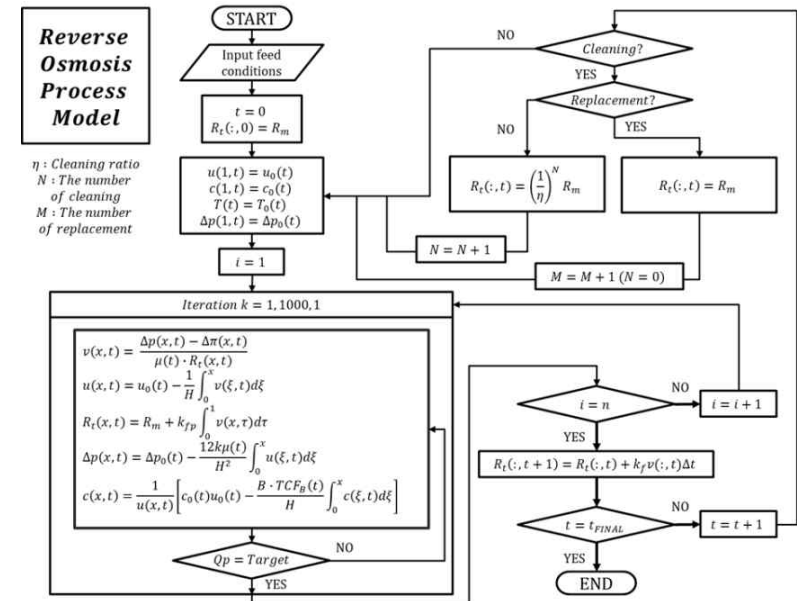 Reverse
Osmosis
Process
Model
η : Cleaning ratio
N : The number
of cleaning
M : The number
of replacement
START
Input feed
conditions
t = 0
R_t(:,0) = R_m
u(1,t) = u_0(t)
c(1,t) = c_0(t)
T(t) = T_0(t)
Δp(1,t) = Δp_0(t)
i = 1
Iteration k = 1,1000,1
v(x,t) = (Δp(x,t) − Δπ(x,t)) / (μ(t) · R_t(x,t))
u(x,t) = u_0(t) − (1/H) ∫_0^x v(ξ,t)dξ
R_t(x,t) = R_m + k_fp ∫_0^1 v(x,τ)dτ
Δp(x,t) = Δp_0(t) − (12kμ(t)/H^2) ∫_0^x u(ξ,t)dξ
c(x,t) = (1/u(x,t)) [c_0(t)u_0(t) − (B · TCF_B(t)/H) ∫_0^x c(ξ,t)dξ]
Qp = Target
NO
YES
Cleaning?
NO
YES
Replacement?
NO
YES
R_t(:,t) = (1/η)^N R_m
R_t(:,t) = R_m
N = N + 1
M = M + 1 (N = 0)
i = n
NO
i = i + 1
YES
R_t(:,t + 1) = R_t(:,t) + k_f v(:,t)Δt
t = t_FINAL
NO
t = t + 1
YES
END